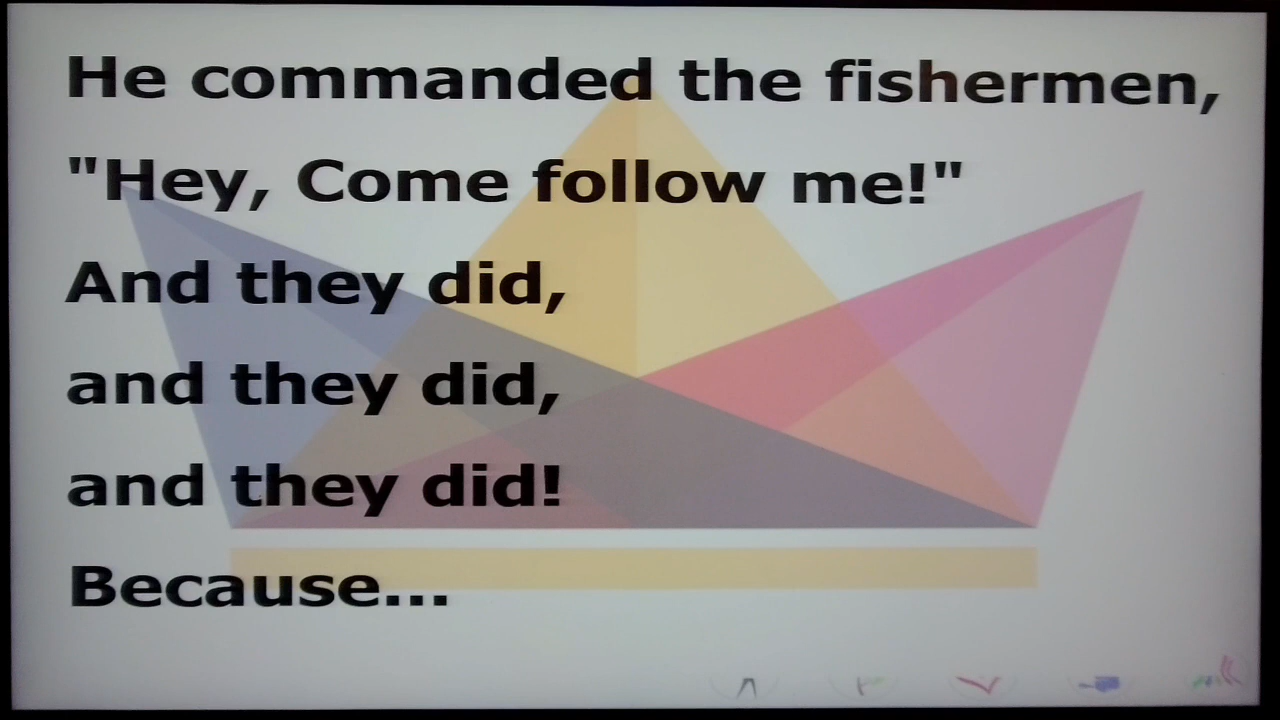 He commanded the fishermen,
"Hey, Come follow me!"
And they did,
and they did,
and they did!
Because...